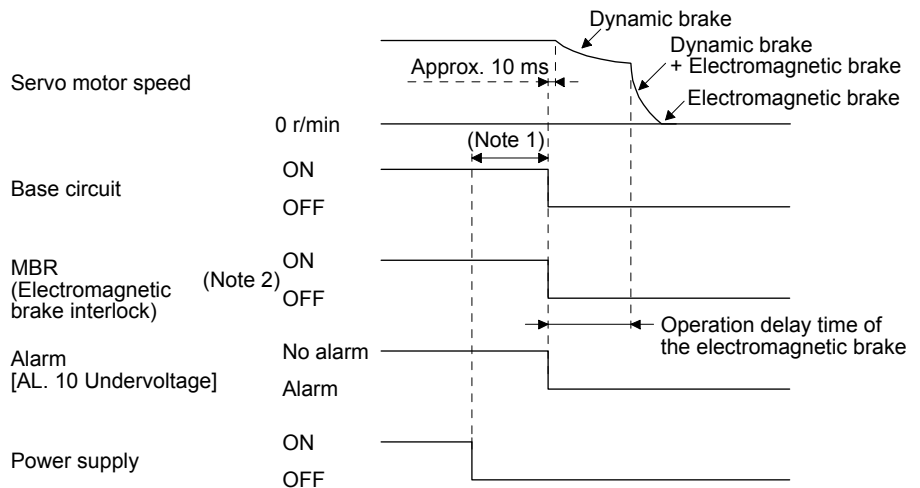 Dynamic brake
Dynamic brake
+ Electromagnetic brake
Approx. 10 ms
Servo motor speed
Electromagnetic brake
0 r/min
(Note 1)
ON
Base circuit
OFF
MBR
(Electromagnetic
brake interlock)
(Note 2)
ON
OFF
Operation delay time of
the electromagnetic brake
Alarm
[AL. 10 Undervoltage]
No alarm
Alarm
ON
Power supply
OFF